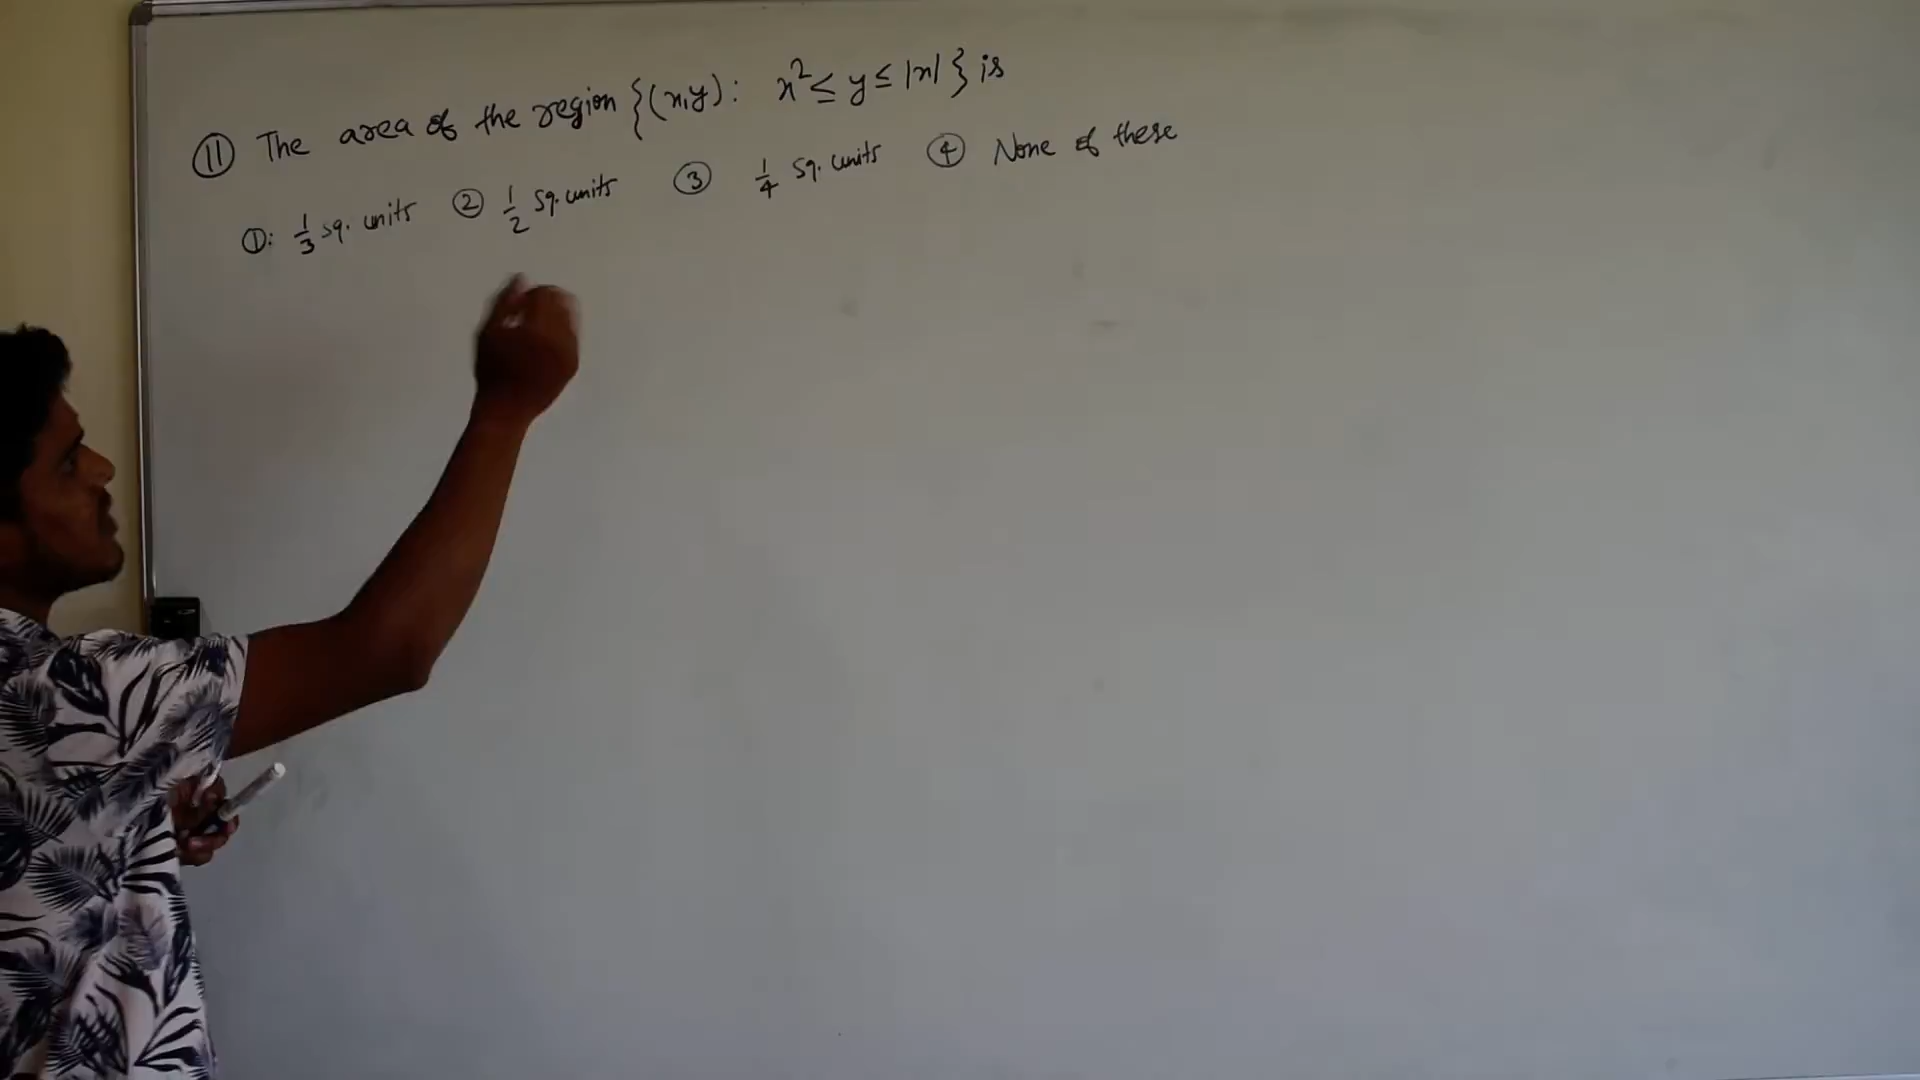 ⑪ The area of the region {(x,y): x² ≤ y ≤ |x|} is
①: 1/3 sq. units ② 1/2 sq. units ③ 1/4 sq. units ④ None of these